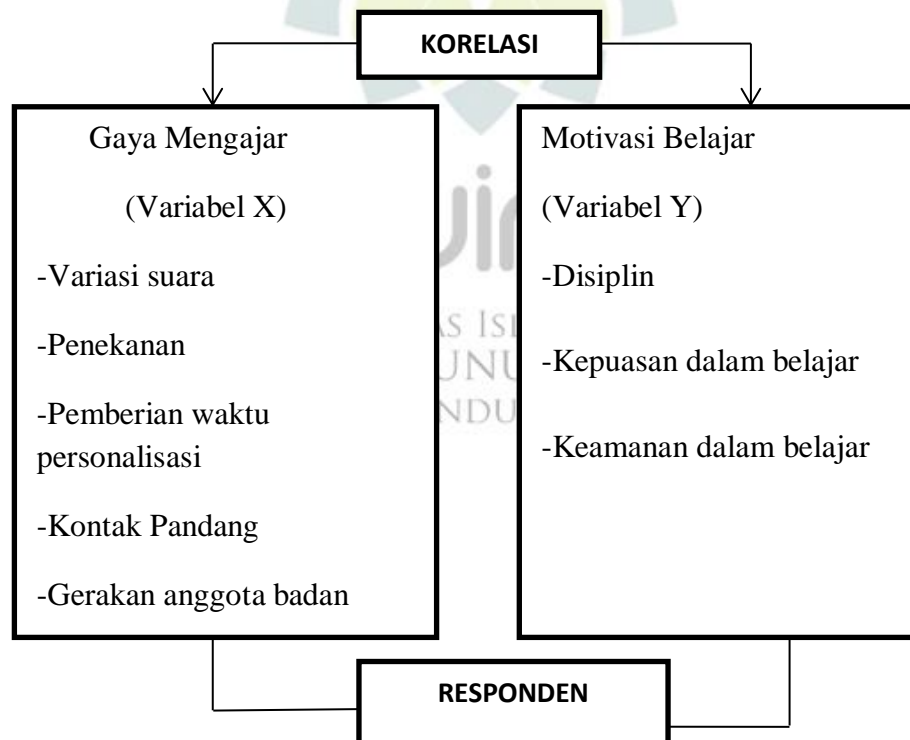 KORELASI
Gaya Mengajar
(Variabel X)
-Variasi suara
-Penekanan
-Pemberian waktu
personalisasi
-Kontak Pandang
-Gerakan anggota badan
Motivasi Belajar
(Variabel Y)
-Disiplin
-Kepuasan dalam belajar
-Keamanan dalam belajar
RESPONDEN